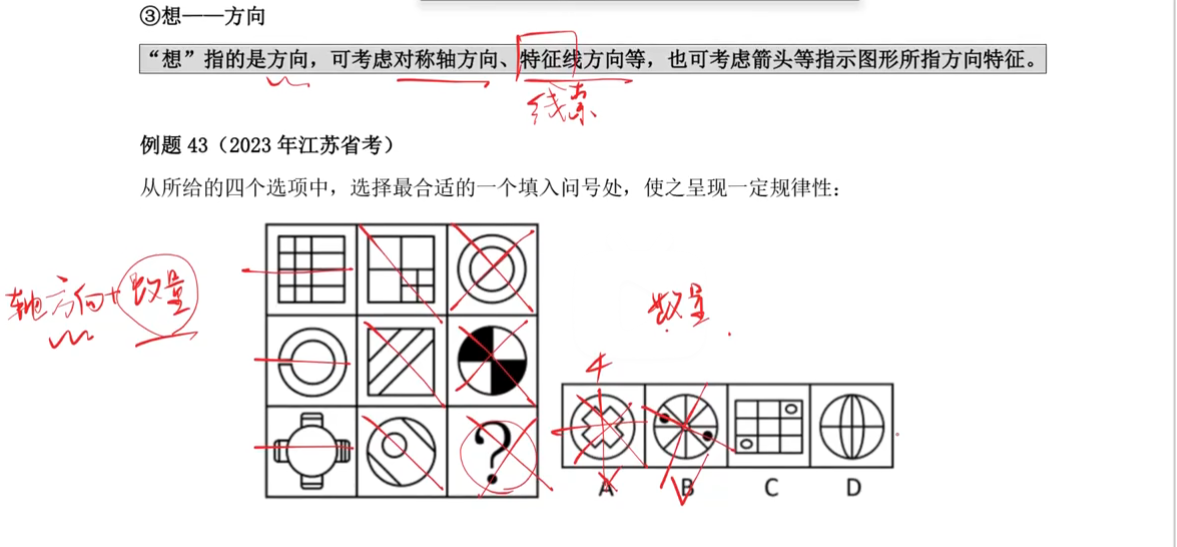 ③想——方向
“想”指的是方向，可考虑对称轴方向、特征线方向等，也可考虑箭头等指示图形所指方向特征。
线条
例题 43（2023 年江苏省考）
从所给的四个选项中，选择最合适的一个填入问号处，使之呈现一定规律性：
轴方向+数量
数量
4
?
A B C D